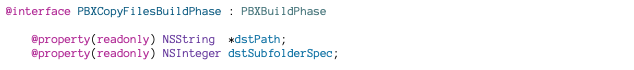 @interface PBXCopyFilesBuildPhase : PBXBuildPhase
@property(readonly) NSString  *dstPath;
@property(readonly) NSInteger dstSubfolderSpec;